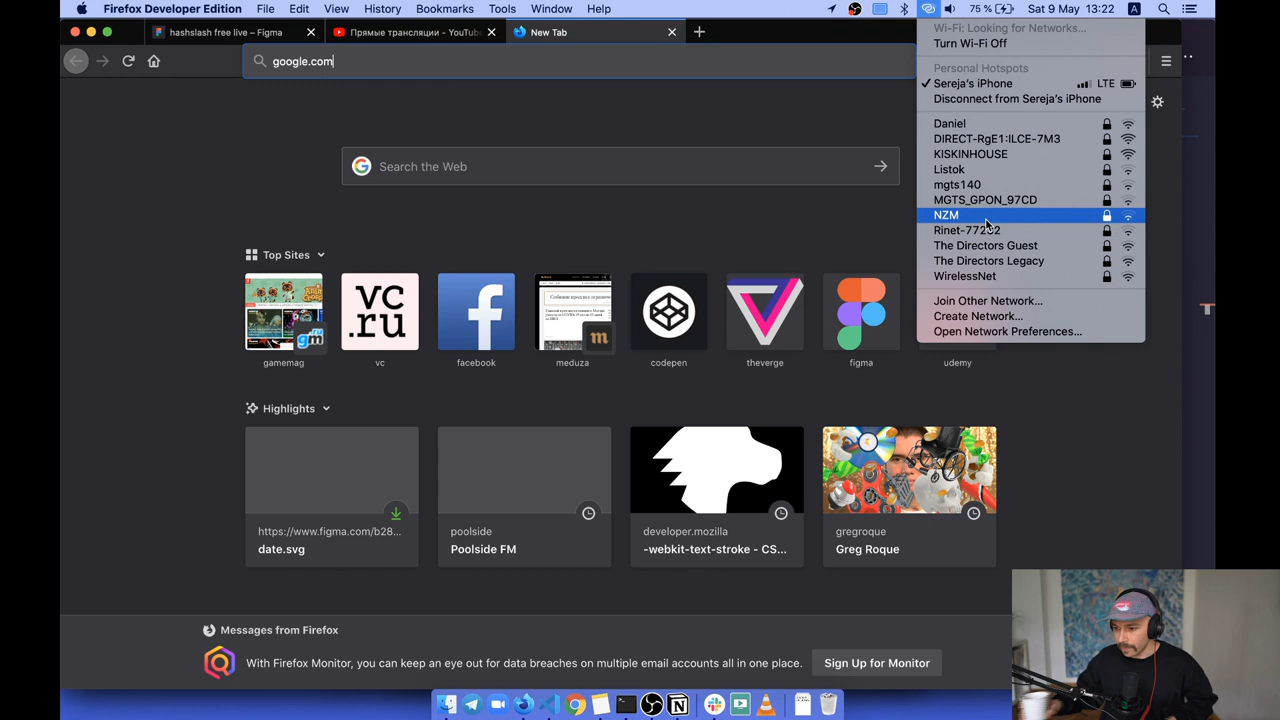 Firefox Developer Edition File Edit View History Bookmarks Tools Window Help 75 % Sat 9 May 13:22 A
hashslash free live – Figma
Прямые трансляции - YouTub
New Tab
google.com
Wi-Fi: Looking for Networks...
Turn Wi-Fi Off
Personal Hotspots
Sereja's iPhone LTE
Disconnect from Sereja's iPhone
Daniel
DIRECT-RgE1:ILCE-7M3
KISKINHOUSE
Listok
mgts140
MGTS_GPON_97CD
NZM
The Directors Guest
The Directors Legacy
WirelessNet
Join Other Network...
Create Network...
Open Network Preferences...
Search the Web
Top Sites
VC
.ru
gamemag
vc
facebook
meduza
codepen
theverge
figma
udemy
Highlights
https://www.figma.com/b28...
date.svg
poolside
Poolside FM
developer.mozilla
-webkit-text-stroke - CS...
gregroque
Greg Roque
Messages from Firefox
With Firefox Monitor, you can keep an eye out for data breaches on multiple email accounts all in one place.
Sign Up for Monitor